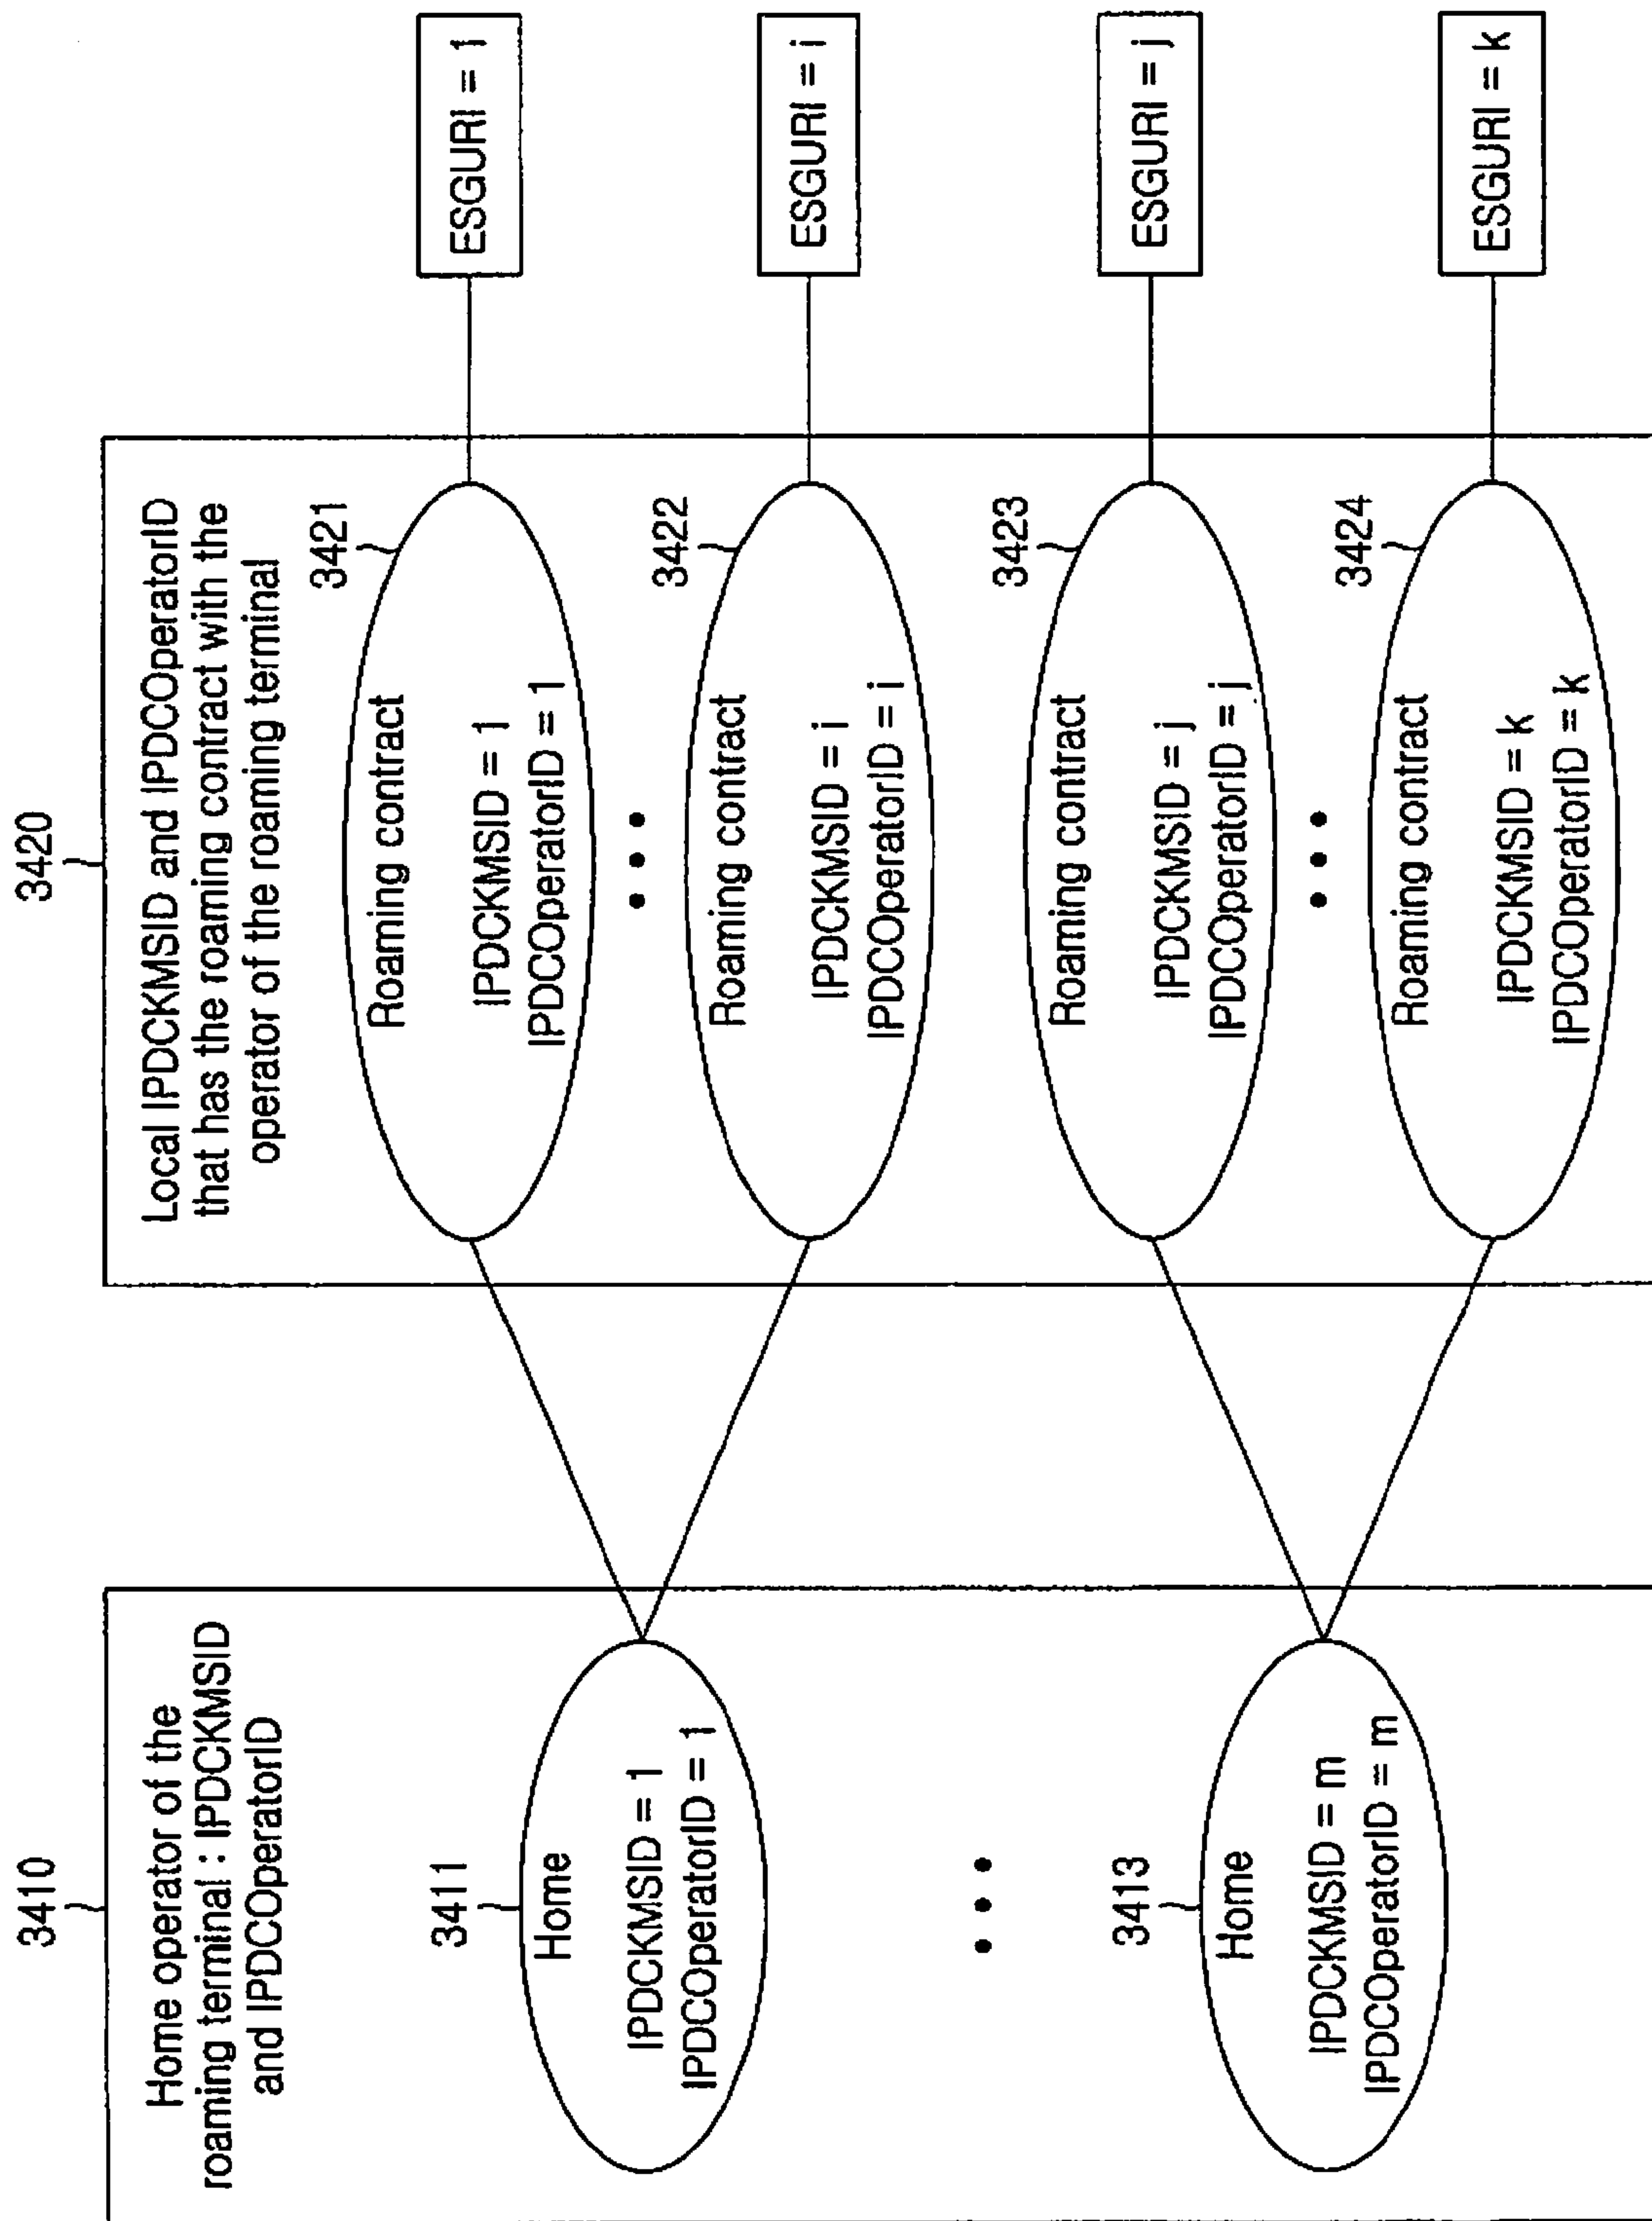 3410
Home operator of the
roaming terminal : IPDCKMSID
and IPDCOperatorID
3411
Home
IPDCKMSID = 1
IPDCOperatorID = 1
3413
Home
IPDCKMSID = m
IPDCOperatorID = m
3420
Local IPDCKMSID and IPDCOperatorID
that has the roaming contract with the
operator of the roaming terminal
3421
Roaming contract
IPDCKMSID = 1
IPDCOperatorID = 1
3422
Roaming contract
IPDCKMSID = i
IPDCOperatorID = i
3423
Roaming contract
IPDCKMSID = j
IPDCOperatorID = j
3424
Roaming contract
IPDCKMSID = k
IPDCOperatorID = k
ESGURI = 1
ESGURI = i
ESGURI = j
ESGURI = k